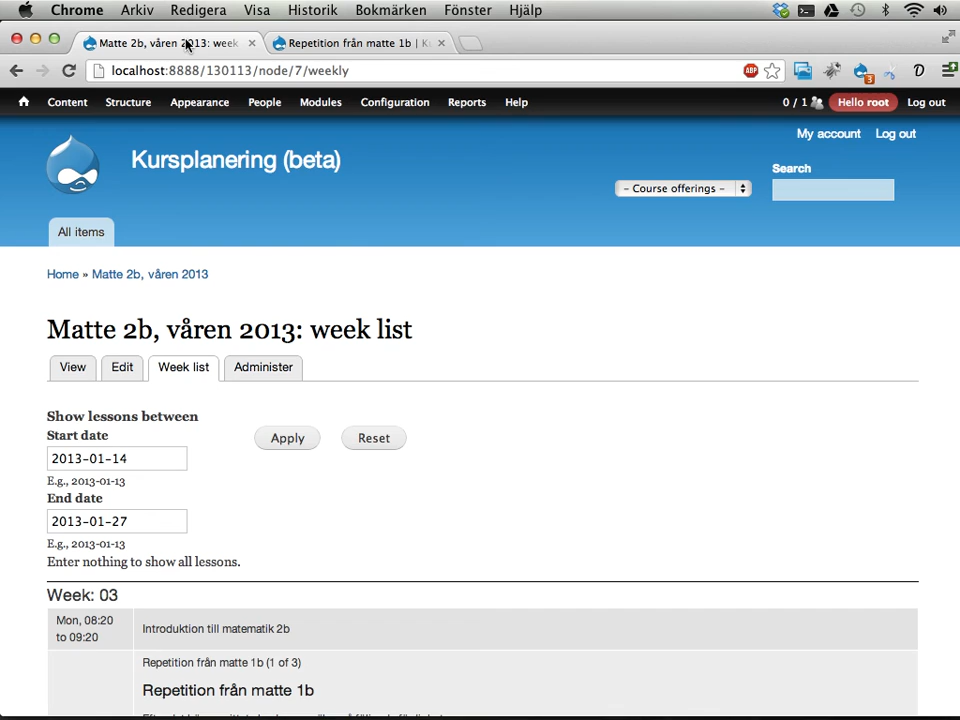 Chrome Arkiv Redigera Visa Historik Bokmärken Fönster Hjälp
Matte 2b, våren 2013: week
Repetition från matte 1b | K
localhost:8888/130113/node/7/weekly
ABP
3
D
Content Structure Appearance People Modules Configuration Reports Help
0 / 1
Hello root
Log out
My account Log out
Kursplanering (beta)
Search
– Course offerings –
All items
Home » Matte 2b, våren 2013
Matte 2b, våren 2013: week list
View Edit Week list Administer
Show lessons between
Start date
Apply
Reset
2013-01-14
E.g., 2013-01-13
End date
2013-01-27
E.g., 2013-01-13
Enter nothing to show all lessons.
Week: 03
Mon, 08:20
to 09:20
Introduktion till matematik 2b
Repetition från matte 1b (1 of 3)
Repetition från matte 1b